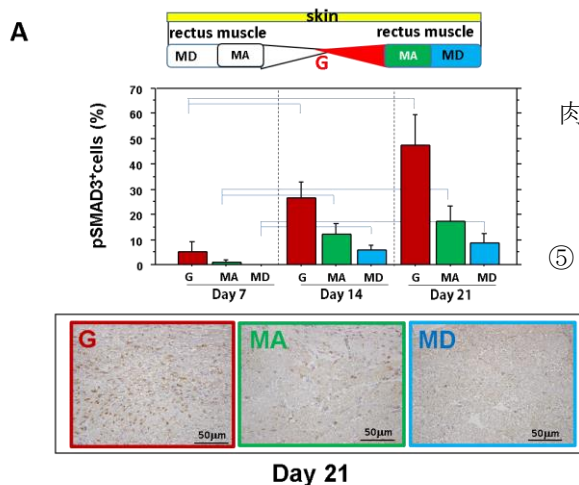 A
skin
rectus muscle rectus muscle
MD MA G MA MD
pSMAD3+cells (%)
70
60
50
40
30
20
10
0
G MA MD G MA MD G MA MD
Day 7 Day 14 Day 21
肉
⑤
G MA MD
50μm 50μm 50μm
Day 21